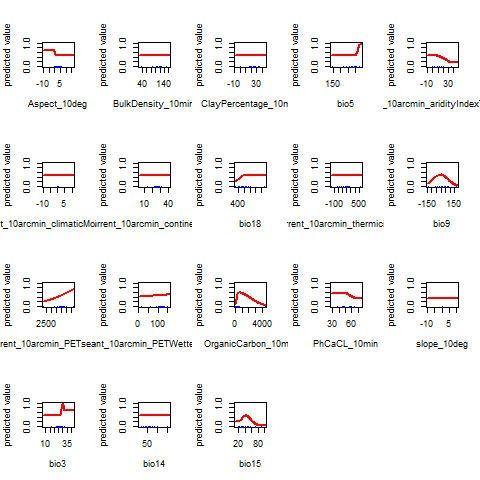 predicted value 0.0 1.0 -10 5 Aspect_10deg
predicted value 0.0 1.0 40 140 BulkDensity_10min
predicted value 0.0 1.0 -10 30 ClayPercentage_10n
predicted value 0.0 1.0 150 bio5
predicted value 0.0 1.0 -10 30 _10arcmin_aridityIndex
predicted value 0.0 1.0 -10 5 t_10arcmin_climaticMo
predicted value 0.0 1.0 10 40 rrent_10arcmin_contine
predicted value 0.0 1.0 400 bio18
predicted value 0.0 1.0 -100 500 rrent_10arcmin_thermici
predicted value 0.0 1.0 -150 150 bio9
predicted value 0.0 1.0 2500 rent_10arcmin_PETsea
predicted value 0.0 1.0 0 100 nt_10arcmin_PETWette
predicted value 0.0 1.0 0 4000 OrganicCarbon_10m
predicted value 0.0 1.0 30 60 PhCaCL_10min
predicted value 0.0 1.0 -10 5 slope_10deg
predicted value 0.0 1.0 10 35 bio3
predicted value 0.0 1.0 50 bio14
predicted value 0.0 1.0 20 80 bio15